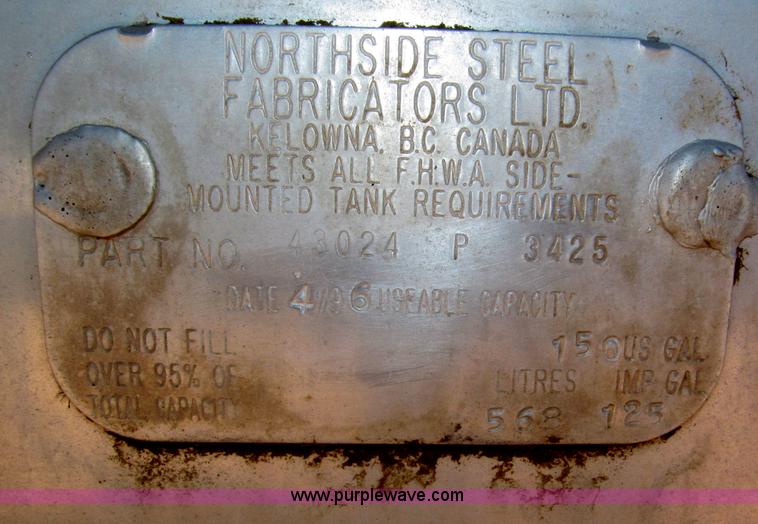 NORTHSIDE STEEL
FABRICATORS LTD.
KELOWNA, B.C. CANADA
MEETS ALL F.H.W.A. SIDE-
MOUNTED TANK REQUIREMENTS
PART NO. 43024 P 3425
DATE 4/96 USEABLE CAPACITY
DO NOT FILL 150 US GAL
OVER 95% OF LITRES IMP GAL
TOTAL CAPACITY 568 125
www.purplewave.com